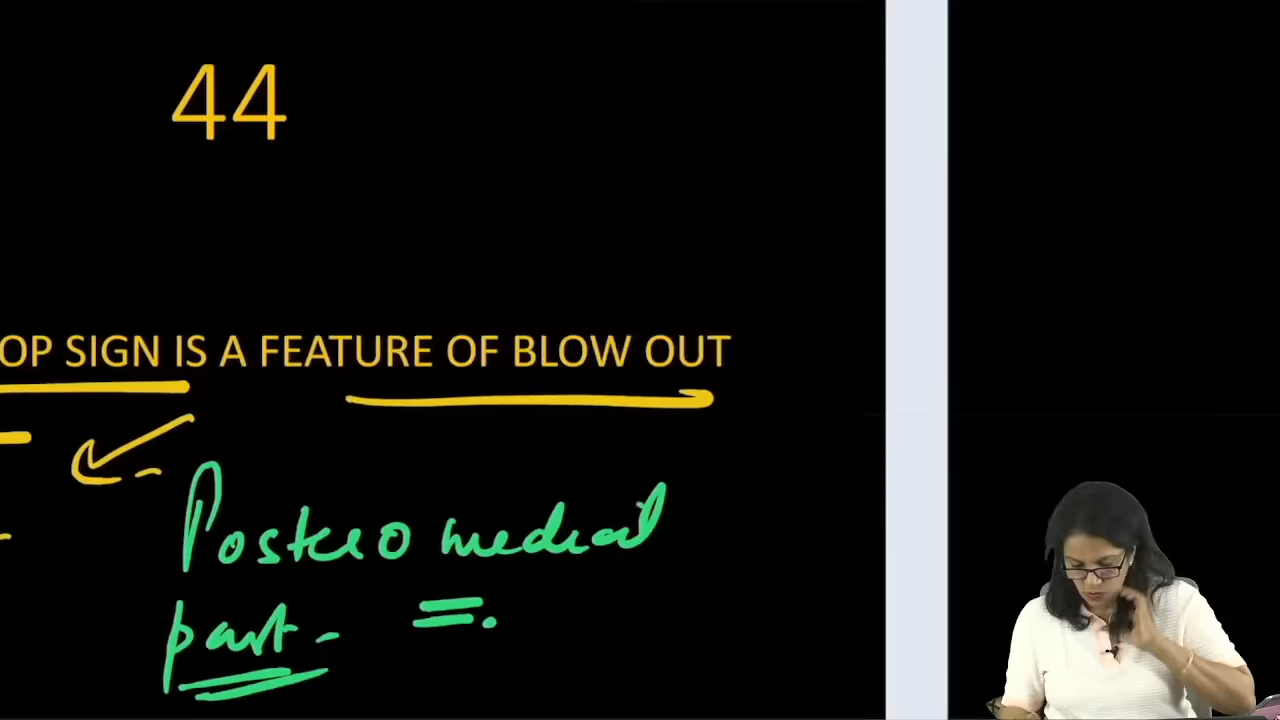 44
OP SIGN IS A FEATURE OF BLOW OUT
Postero medial
part - =.